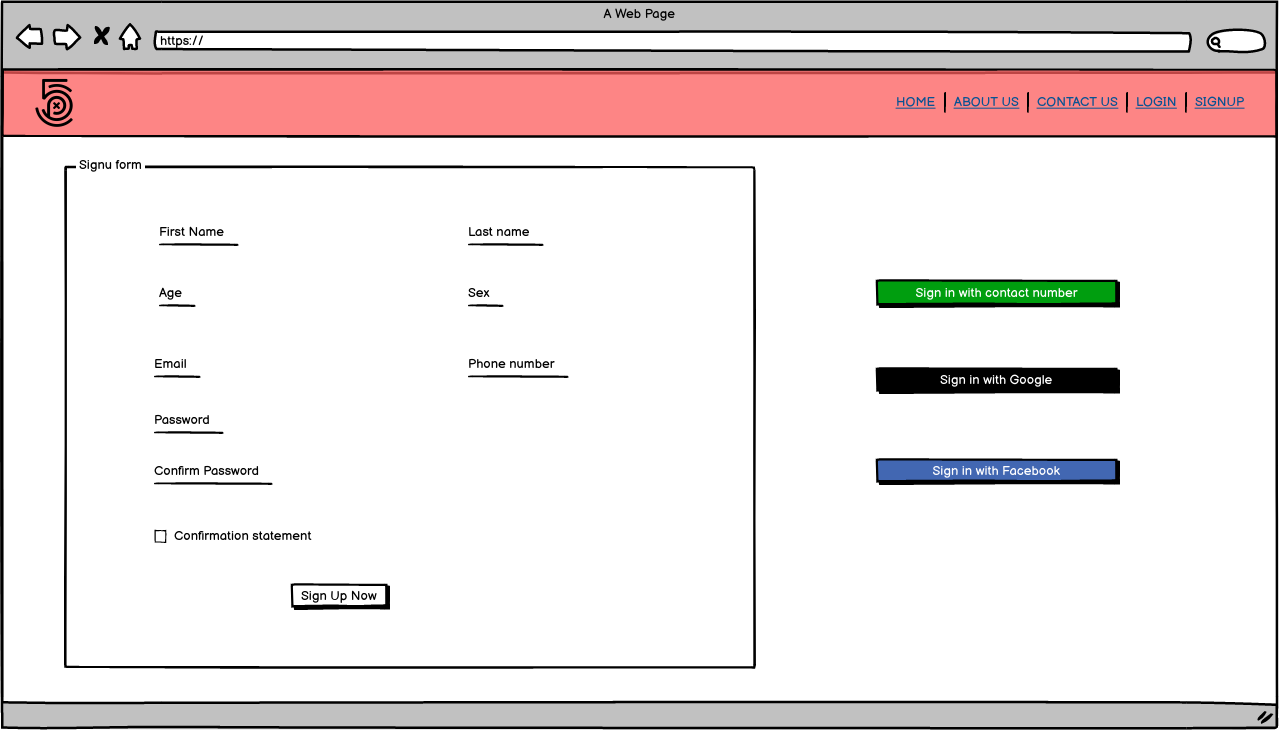 A Web Page
https://
HOME ABOUT US CONTACT US LOGIN SIGNUP
Signu form
First Name Last name
Age Sex
Sign in with contact number
Email Phone number
Sign in with Google
Password
Confirm Password
Sign in with Facebook
Confirmation statement
Sign Up Now